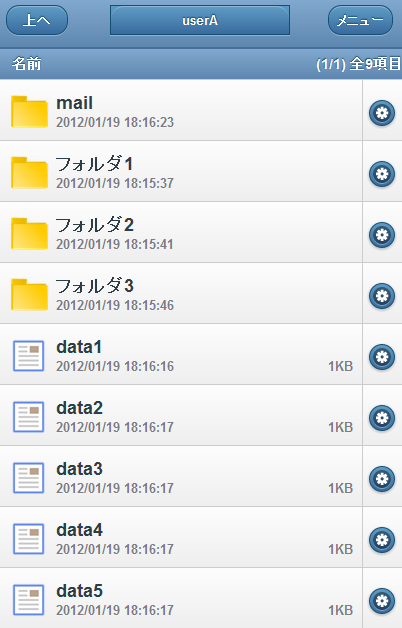 上へ userA メニュー
名前 (1/1) 全9項目
mail
2012/01/19 18:16:23
フォルダ1
2012/01/19 18:15:37
フォルダ2
2012/01/19 18:15:41
フォルダ3
2012/01/19 18:15:46
data1
2012/01/19 18:16:16 1KB
data2
2012/01/19 18:16:17 1KB
data3
2012/01/19 18:16:17 1KB
data4
2012/01/19 18:16:17 1KB
data5
2012/01/19 18:16:17 1KB